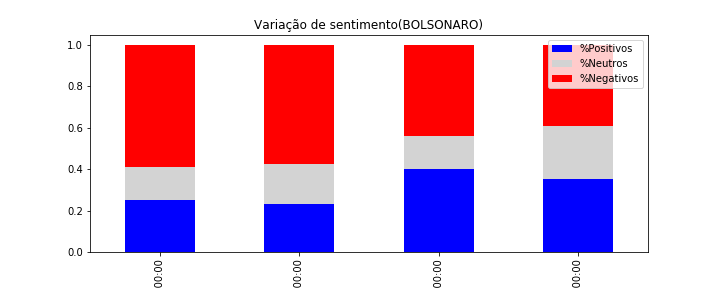 Variação de sentimento(BOLSONARO)
%Positivos
%Neutros
%Negativos
1.0
0.8
0.6
0.4
0.2
0.0
00:00
00:00
00:00
00:00